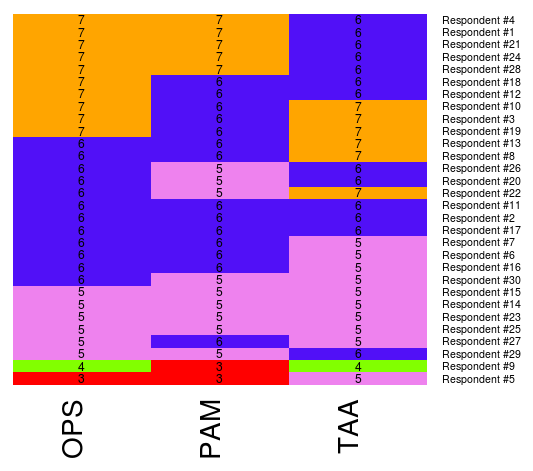 7 7 6 Respondent #4
7 7 6 Respondent #1
7 7 6 Respondent #21
7 7 6 Respondent #24
7 7 6 Respondent #28
7 6 6 Respondent #18
7 6 6 Respondent #12
7 6 7 Respondent #10
7 6 7 Respondent #3
7 6 7 Respondent #19
6 6 7 Respondent #13
6 6 7 Respondent #8
6 5 6 Respondent #26
6 5 6 Respondent #20
6 5 7 Respondent #22
6 6 6 Respondent #11
6 6 6 Respondent #2
6 6 6 Respondent #17
6 6 5 Respondent #7
6 6 5 Respondent #6
6 6 5 Respondent #16
6 5 5 Respondent #30
5 5 5 Respondent #15
5 5 5 Respondent #14
5 5 5 Respondent #23
5 5 5 Respondent #25
5 6 5 Respondent #27
5 5 6 Respondent #29
4 3 4 Respondent #9
3 3 5 Respondent #5
OPS PAM TAA